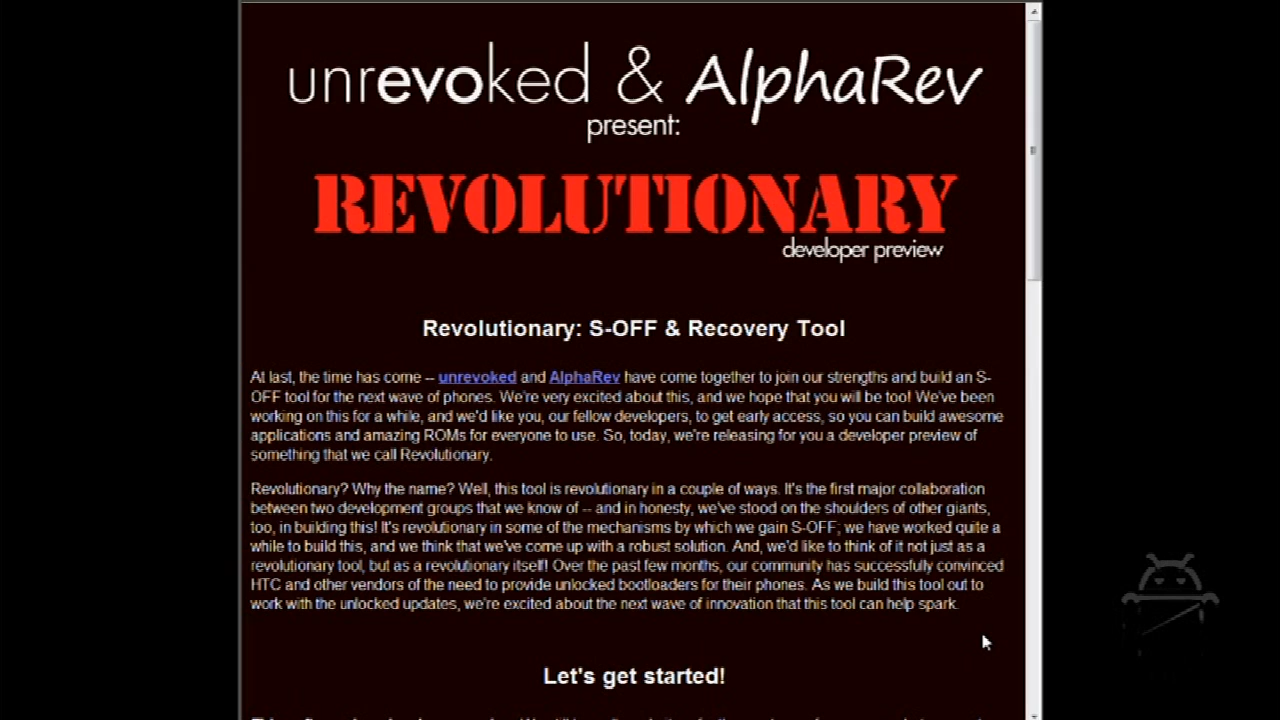 unrevoked & AlphaRev
present:
REVOLUTIONARY
developer preview
Revolutionary: S-OFF & Recovery Tool
At last, the time has come -- unrevoked and AlphaRev have come together to join our strengths and build an S-
OFF tool for the next wave of phones. We're very excited about this, and we hope that you will be too! We've been
working on this for a while, and we'd like you, our fellow developers, to get early access, so you can build awesome
applications and amazing ROMs for everyone to use. So, today, we're releasing for you a developer preview of
something that we call Revolutionary.
Revolutionary? Why the name? Well, this tool is revolutionary in a couple of ways. It's the first major collaboration
between two development groups that we know of -- and in honesty, we've stood on the shoulders of other giants,
too, in building this! It's revolutionary in some of the mechanisms by which we gain S-OFF; we have worked quite a
while to build this, and we think that we've come up with a robust solution. And, we'd like to think of it not just as a
revolutionary tool, but as a revolutionary itself! Over the past few months, our community has successfully convinced
HTC and other vendors of the need to provide unlocked bootloaders for their phones. As we build this tool out to
work with the unlocked updates, we're excited about the next wave of innovation that this tool can help spark.
Let's get started!